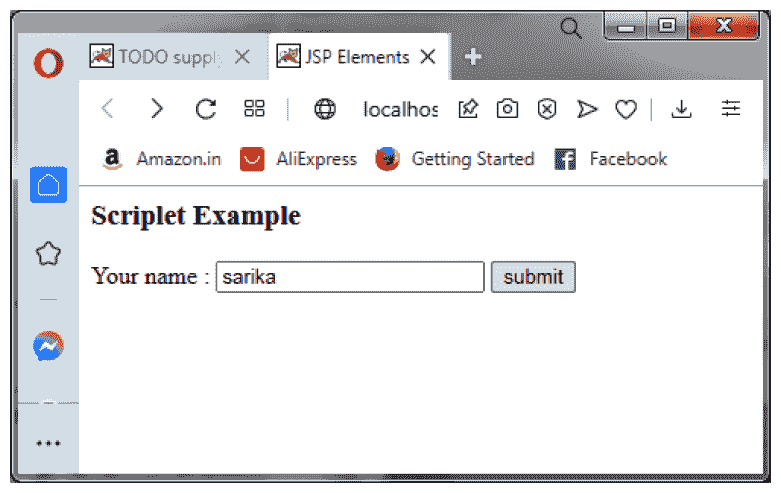 TODO suppl JSP Elements
localhos
Amazon.in AliExpress Getting Started Facebook
Scriplet Example
Your name : sarika submit